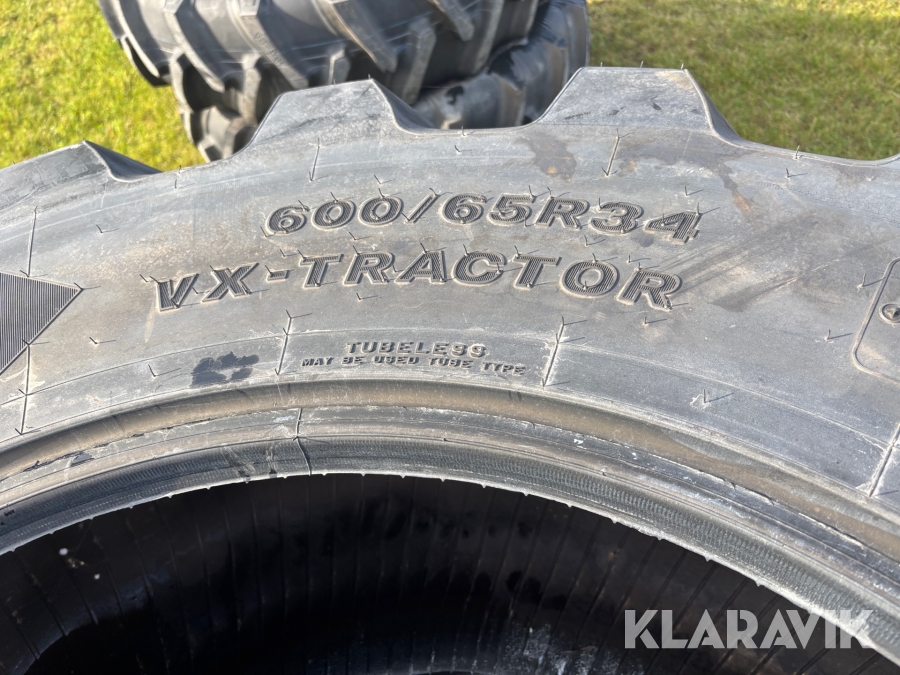 600/65R34
VX-TRACTOR
TUBELESS
MAY BE USED TUBE TYPE
KLARAVIK